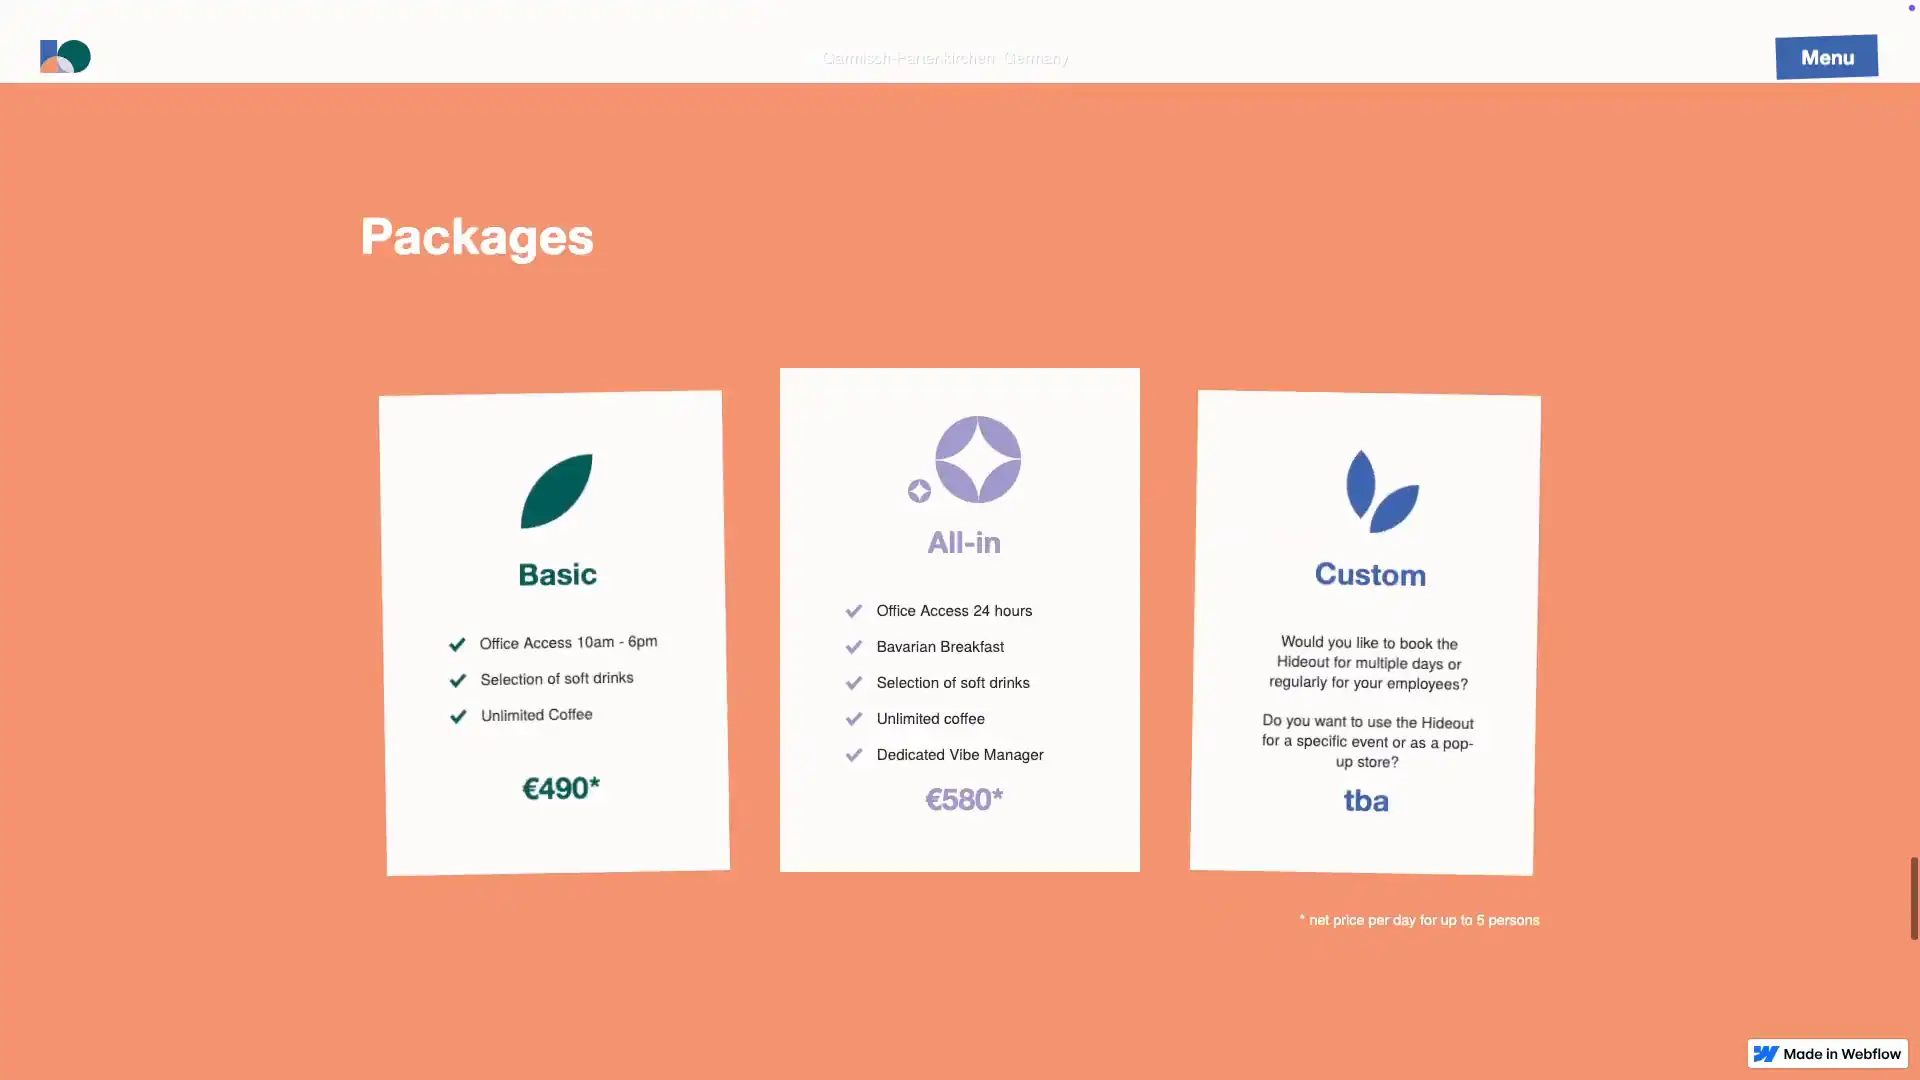 Garmisch-Partenkirchen Germany
Menu
Packages
Basic
Office Access 10am - 6pm
Selection of soft drinks
Unlimited Coffee
€490*
All-in
Office Access 24 hours
Bavarian Breakfast
Selection of soft drinks
Unlimited coffee
Dedicated Vibe Manager
€580*
Custom
Would you like to book the
Hideout for multiple days or
regularly for your employees?
Do you want to use the Hideout
for a specific event or as a pop-
up store?
tba
* net price per day for up to 5 persons
Made in Webflow